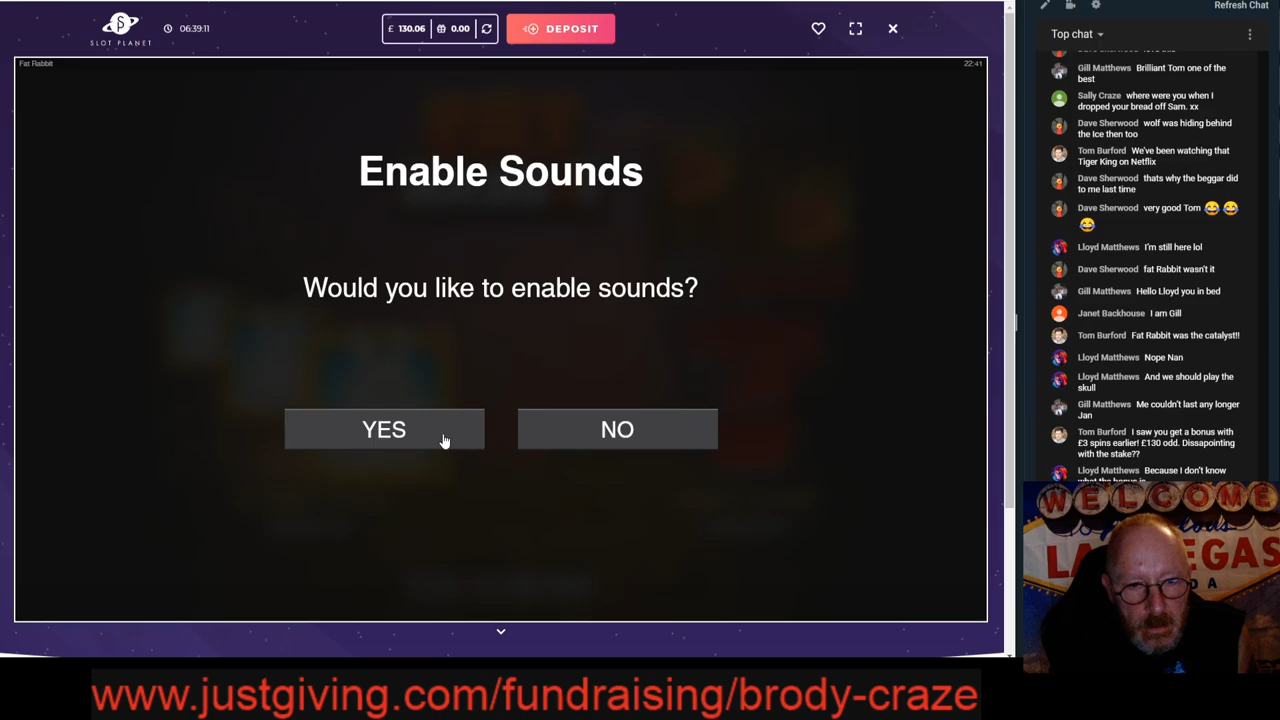 SLOT PLANET
06:39:11
£ 130.06 0.00
DEPOSIT
Fat Rabbit
22:41
Enable Sounds
Would you like to enable sounds?
YES
NO
Refresh Chat
Top chat
Gill Matthews Brilliant Tom one of the
best
Sally Craze where were you when I
dropped your bread off Sam. xx
Dave Sherwood wolf was hiding behind
the Ice then too
Tom Burford We've been watching that
Tiger King on Netflix
Dave Sherwood thats why the beggar did
to me last time
Dave Sherwood very good Tom 😂 😂
😂
Lloyd Matthews I'm still here lol
Dave Sherwood fat Rabbit wasn't it
Gill Matthews Hello Lloyd you in bed
Janet Backhouse I am Gill
Tom Burford Fat Rabbit was the catalyst!!
Lloyd Matthews Nope Nan
Lloyd Matthews And we should play the
skull
Gill Matthews Me couldn't last any longer
Jan
Tom Burford I saw you get a bonus with
£3 spins earlier! £130 odd. Dissapointing
with the stake??
Lloyd Matthews Because I don't know
what the bonus is
WELCOME
LAS VEGAS
www.justgiving.com/fundraising/brody-craze